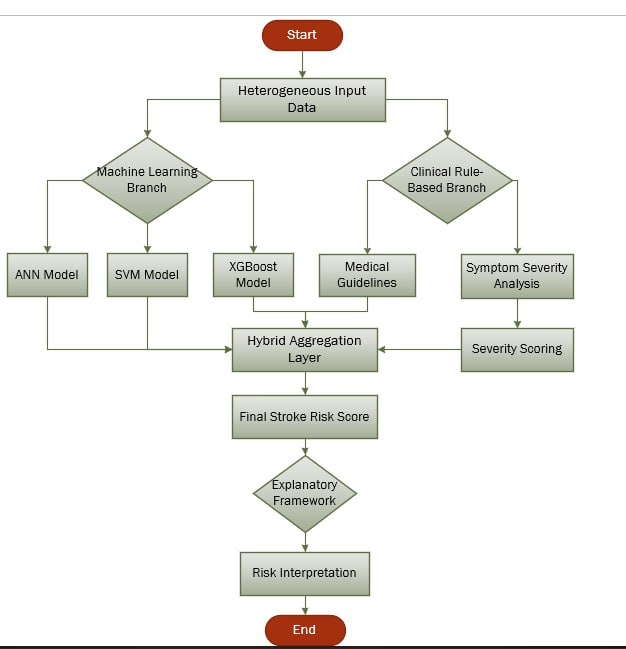 Start
Heterogeneous Input
Data
Machine Learning
Branch
Clinical Rule-
Based Branch
ANN Model
SVM Model
XGBoost
Model
Medical
Guidelines
Symptom Severity
Analysis
Hybrid Aggregation
Layer
Severity Scoring
Final Stroke Risk Score
Explanatory
Framework
Risk Interpretation
End